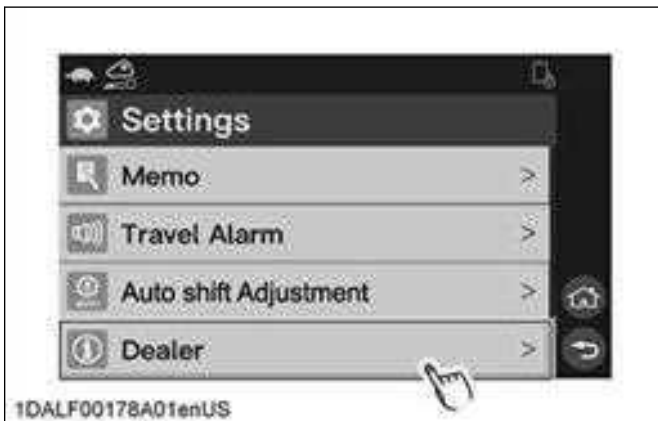 Settings
Memo >
Travel Alarm >
Auto shift Adjustment >
Dealer >
1DALF00178A01enUS